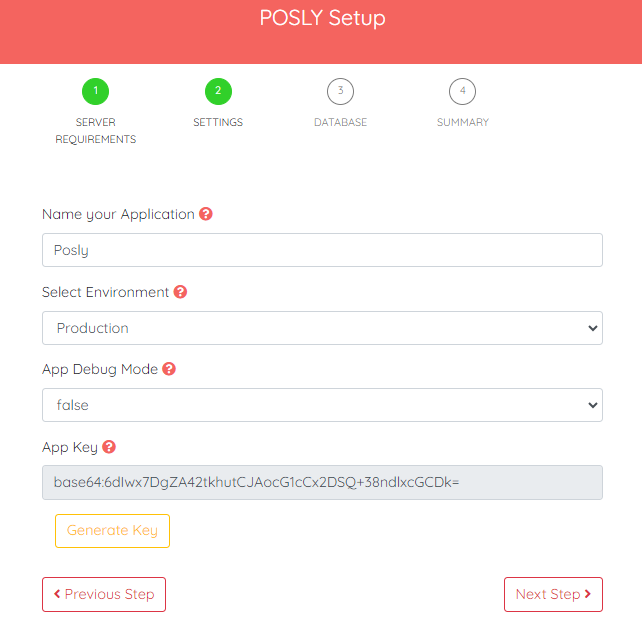 POSLY Setup
1
2
3
4
SERVER REQUIREMENTS
SETTINGS
DATABASE
SUMMARY
Name your Application ?
Posly
Select Environment ?
Production
App Debug Mode ?
false
App Key ?
base64:6dIwx7DgZA42tkhutCJAocG1cCx2DSQ+38ndlxcGCDk=
Generate Key
Previous Step
Next Step